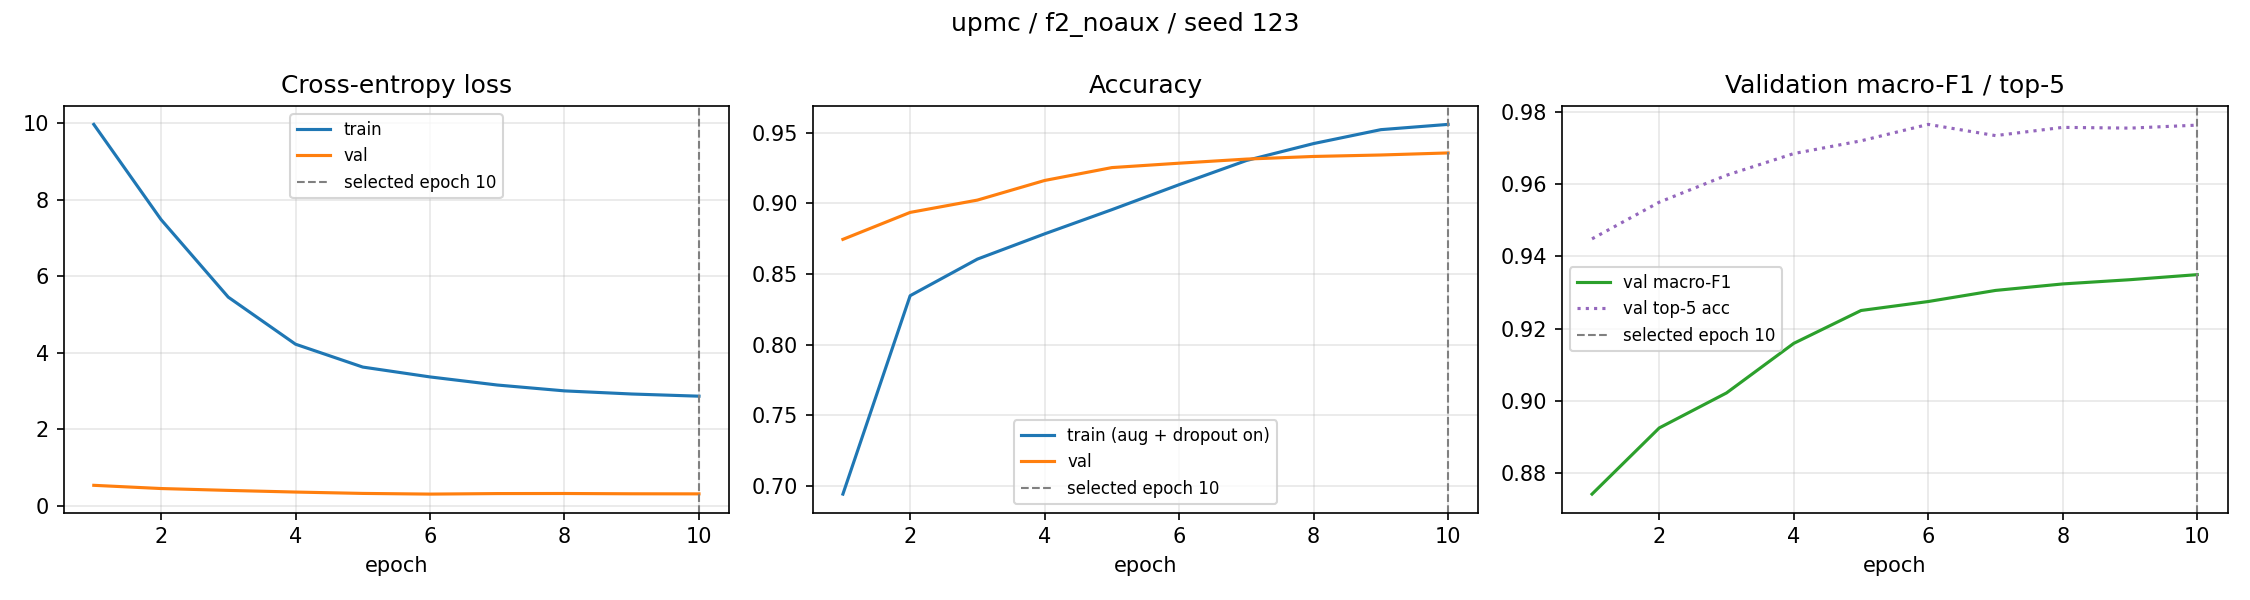 upmc / f2_noaux / seed 123
Cross-entropy loss
10
8
6
4
2
0
train
val
selected epoch 10
2 4 6 8 10
epoch
Accuracy
0.95
0.90
0.85
0.80
0.75
0.70
train (aug + dropout on)
val
selected epoch 10
2 4 6 8 10
epoch
Validation macro-F1 / top-5
0.98
0.96
0.94
0.92
0.90
0.88
val macro-F1
val top-5 acc
selected epoch 10
2 4 6 8 10
epoch